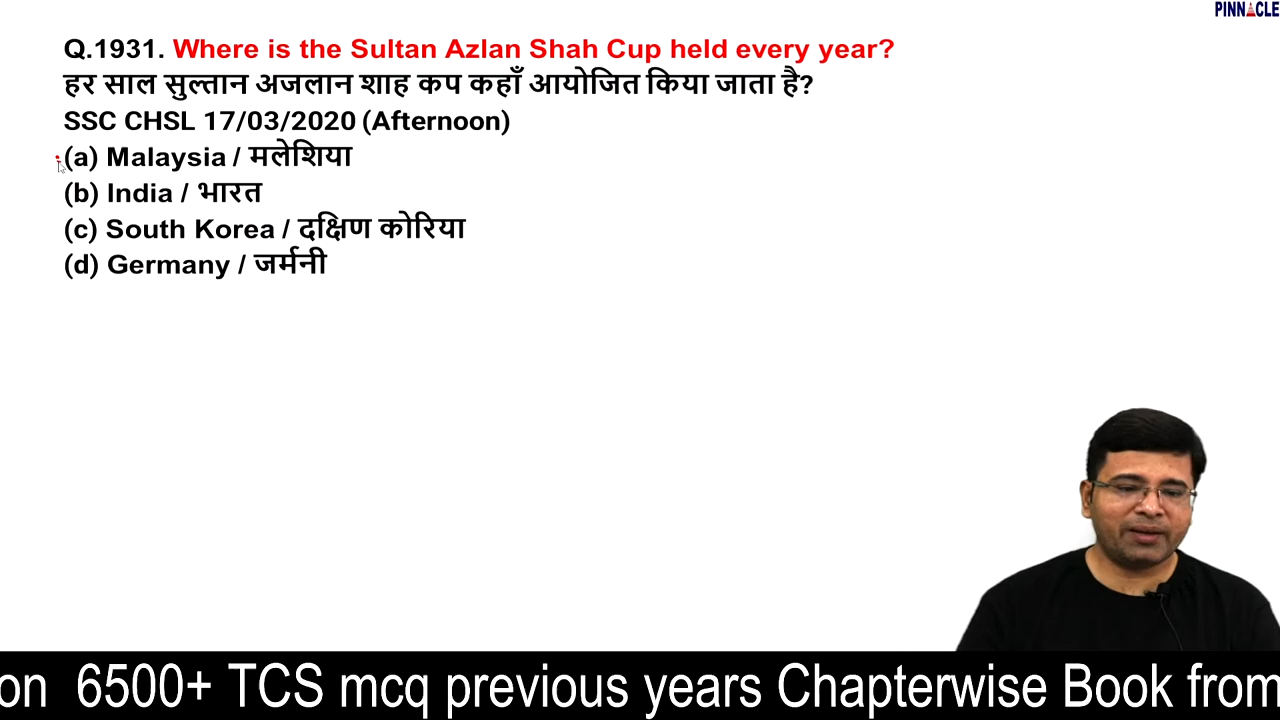 PINNACLE
Q.1931. Where is the Sultan Azlan Shah Cup held every year?
हर साल सुल्तान अजलान शाह कप कहाँ आयोजित किया जाता है?
SSC CHSL 17/03/2020 (Afternoon)
(a) Malaysia / मलेशिया
(b) India / भारत
(c) South Korea / दक्षिण कोरिया
(d) Germany / जर्मनी
on 6500+ TCS mcq previous years Chapterwise Book from